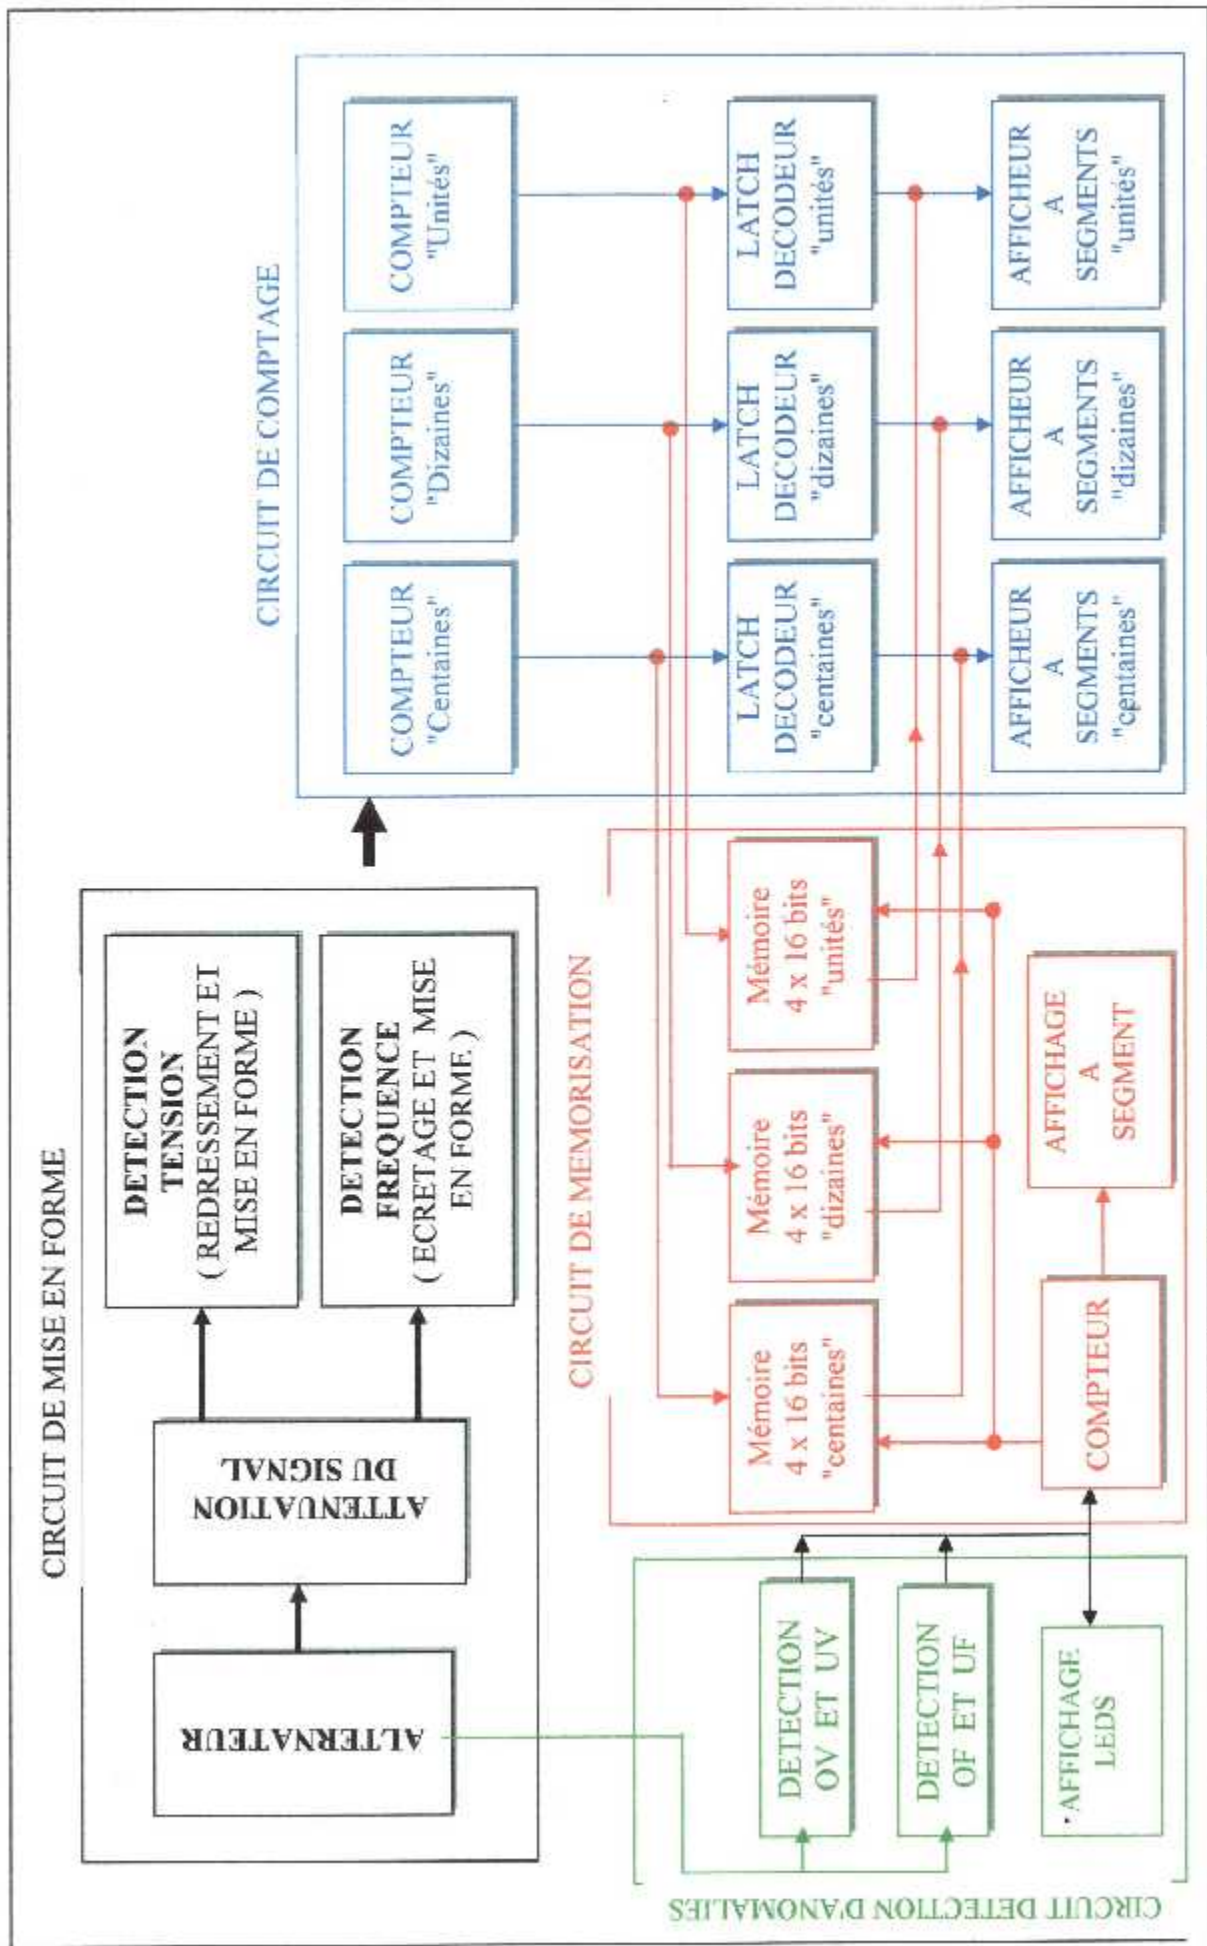 CIRCUIT DE MISE EN FORME
ALTERNATEUR
ATTENUATION
DU SIGNAL
DETECTION
TENSION
( REDRESSEMENT ET
MISE EN FORME )
DETECTION
FREQUENCE
( ECRETAGE ET MISE
EN FORME )
CIRCUIT DE COMPTAGE
COMPTEUR
"Centaines"
COMPTEUR
"Dizaines"
COMPTEUR
"Unités"
LATCH
DECODEUR
"centaines"
LATCH
DECODEUR
"dizaines"
LATCH
DECODEUR
"unités"
AFFICHEUR
A
SEGMENTS
"centaines"
AFFICHEUR
A
SEGMENTS
"dizaines"
AFFICHEUR
A
SEGMENTS
"unités"
CIRCUIT DE MEMORISATION
Mémoire
4 x 16 bits
"centaines"
Mémoire
4 x 16 bits
"dizaines"
Mémoire
4 x 16 bits
"unités"
COMPTEUR
AFFICHAGE
A
SEGMENT
CIRCUIT DETECTION D'ANOMALIES
DETECTION
OV ET UV
DETECTION
OF ET UF
AFFICHAGE
LEDS